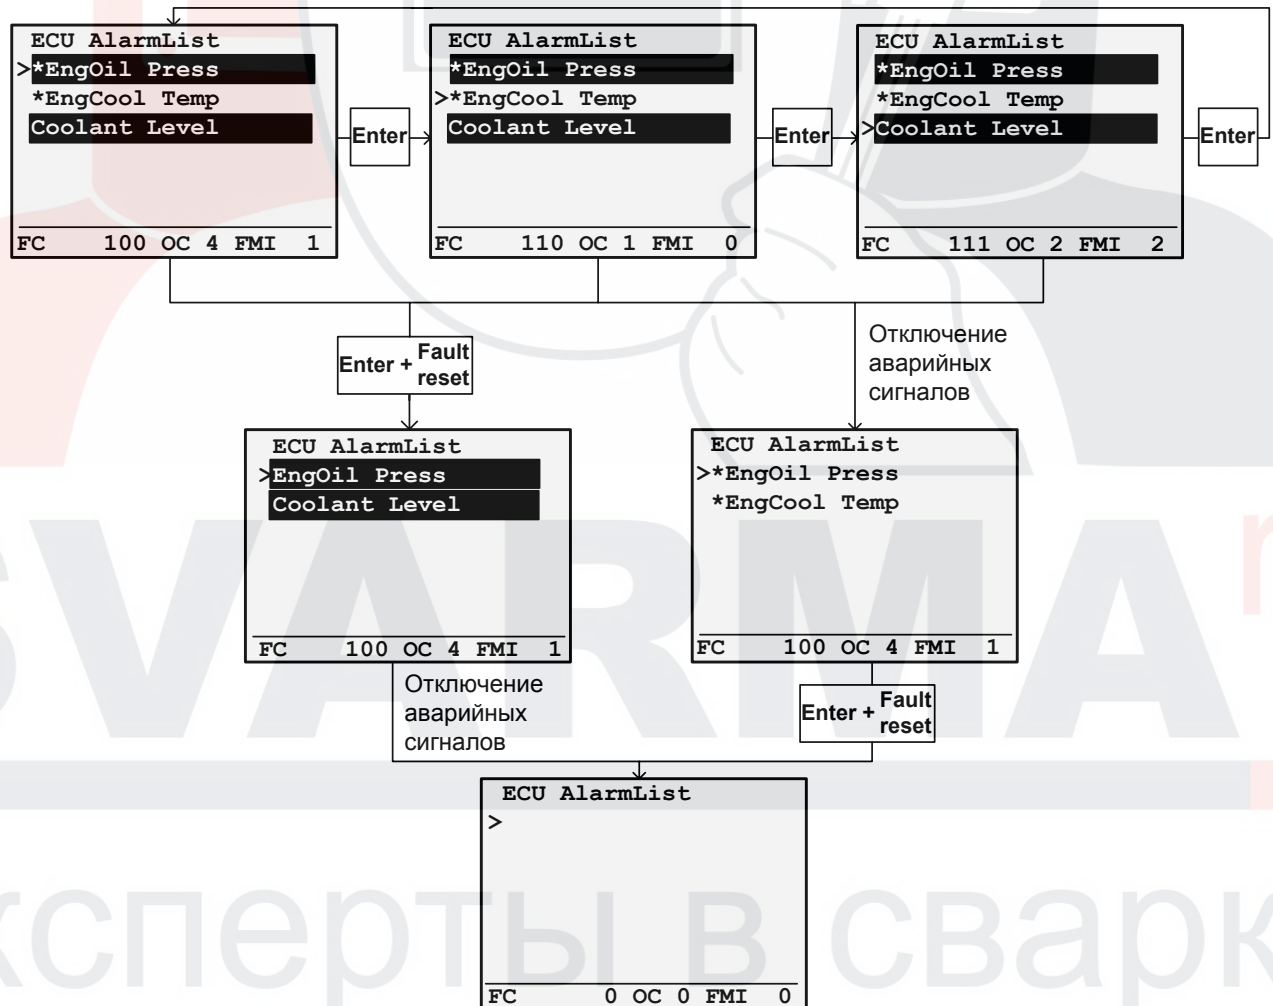 ECU AlarmList
>*EngOil Press
*EngCool Temp
Coolant Level
FC 100 OC 4 FMI 1
Enter
ECU AlarmList
*EngOil Press
>*EngCool Temp
Coolant Level
FC 110 OC 1 FMI 0
Enter
ECU AlarmList
*EngOil Press
*EngCool Temp
>Coolant Level
FC 111 OC 2 FMI 2
Enter
Enter + Fault
reset
Отключение
аварийных
сигналов
ECU AlarmList
>EngOil Press
Coolant Level
FC 100 OC 4 FMI 1
ECU AlarmList
>*EngOil Press
*EngCool Temp
FC 100 OC 4 FMI 1
Отключение
аварийных
сигналов
Enter + Fault
reset
ECU AlarmList
>
FC 0 OC 0 FMI 0
SVARMA
эксперты в сварк